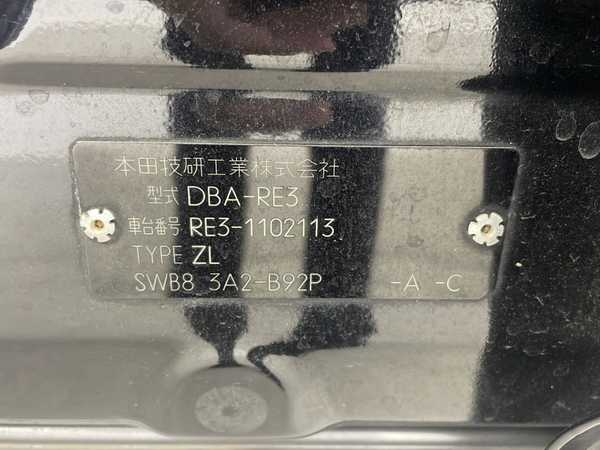 本田技研工業株式会社
型式 DBA-RE3
車台番号 RE3-1102113
TYPE ZL
SWB8 3A2-B92P -A -C